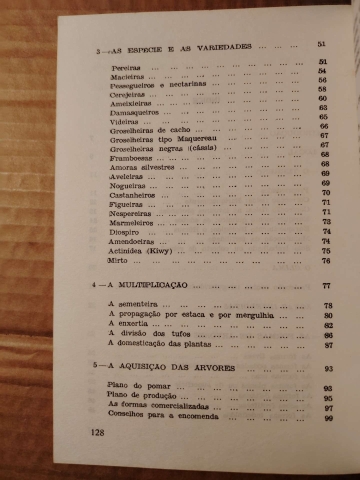 3 — AS ESPECIE E AS VARIEDADES ... ... ... 51
Pereiras ... ... ... ... ... ... ... ... 51
Macieiras ... ... ... ... ... ... ... ... 54
Pessegueiros e nectarinas ... ... ... ... ... 56
Cerejeiras ... ... ... ... ... ... ... ... 58
Ameixieiras ... ... ... ... ... ... ... 60
Damasqueiros ... ... ... ... ... ... ... 63
Videiras ... ... ... ... ... ... ... ... 65
Groselheiras de cacho ... ... ... ... ... ... 66
Groselheiras tipo Maquereau ... ... ... ... 67
Groselheiras negras (cássis) ... ... ... ... 67
Framboesas ... ... ... ... ... ... ... 68
Amoras silvestres ... ... ... ... ... ... 68
Aveleiras ... ... ... ... ... ... ... ... 69
Nogueiras ... ... ... ... ... ... ... ... 69
Castanheiros ... ... ... ... ... ... ... 70
Figueiras ... ... ... ... ... ... ... ... 71
Nespereiras ... ... ... ... ... ... ... 71
Marmeleiros ... ... ... ... ... ... ... 73
Diospiro ... ... ... ... ... ... ... ... 74
Amendoeiras ... ... ... ... ... ... ... 74
Actinidea (Kiwy) ... ... ... ... ... ... 75
Mirto ... ... ... ... ... ... ... ... 76
4 — A MULTIPLICAÇÃO ... ... ... ... ... ... 77
A sementeira ... ... ... ... ... ... ... 78
A propagação por estaca e por mergulhia ... ... 80
A enxertia ... ... ... ... ... ... ... 82
A divisão dos tufos ... ... ... ... ... ... 86
A domesticação das plantas ... ... ... ... 87
5 — A AQUISIÇÃO DAS ARVORES ... ... ... 93
Plano do pomar ... ... ... ... ... ... ... 93
Plano de produção ... ... ... ... ... ... 95
As formas comercializadas ... ... ... ... ... 97
Conselhos para a encomenda ... ... ... ... 99
128